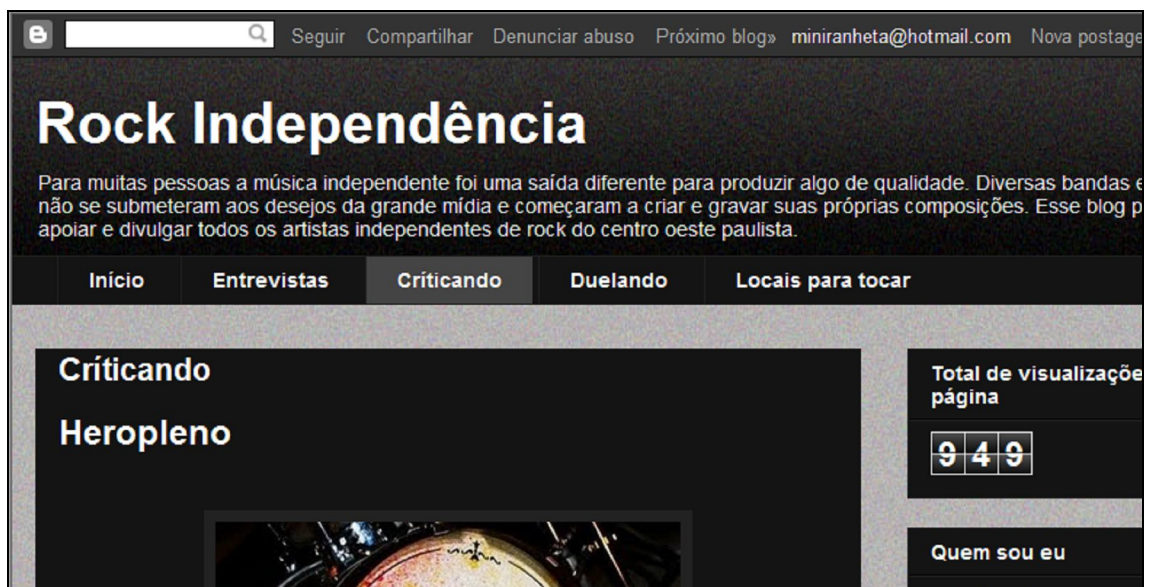 Seguir Compartilhar Denunciar abuso Próximo blog» miniranheta@hotmail.com Nova postage
Rock Independência
Para muitas pessoas a música independente foi uma saída diferente para produzir algo de qualidade. Diversas bandas e
não se submeteram aos desejos da grande mídia e começaram a criar e gravar suas próprias composições. Esse blog p
apoiar e divulgar todos os artistas independentes de rock do centro oeste paulista.
Início Entrevistas Críticando Duelando Locais para tocar
Críticando
Heropleno
Total de visualizaçõe
página
949
Quem sou eu